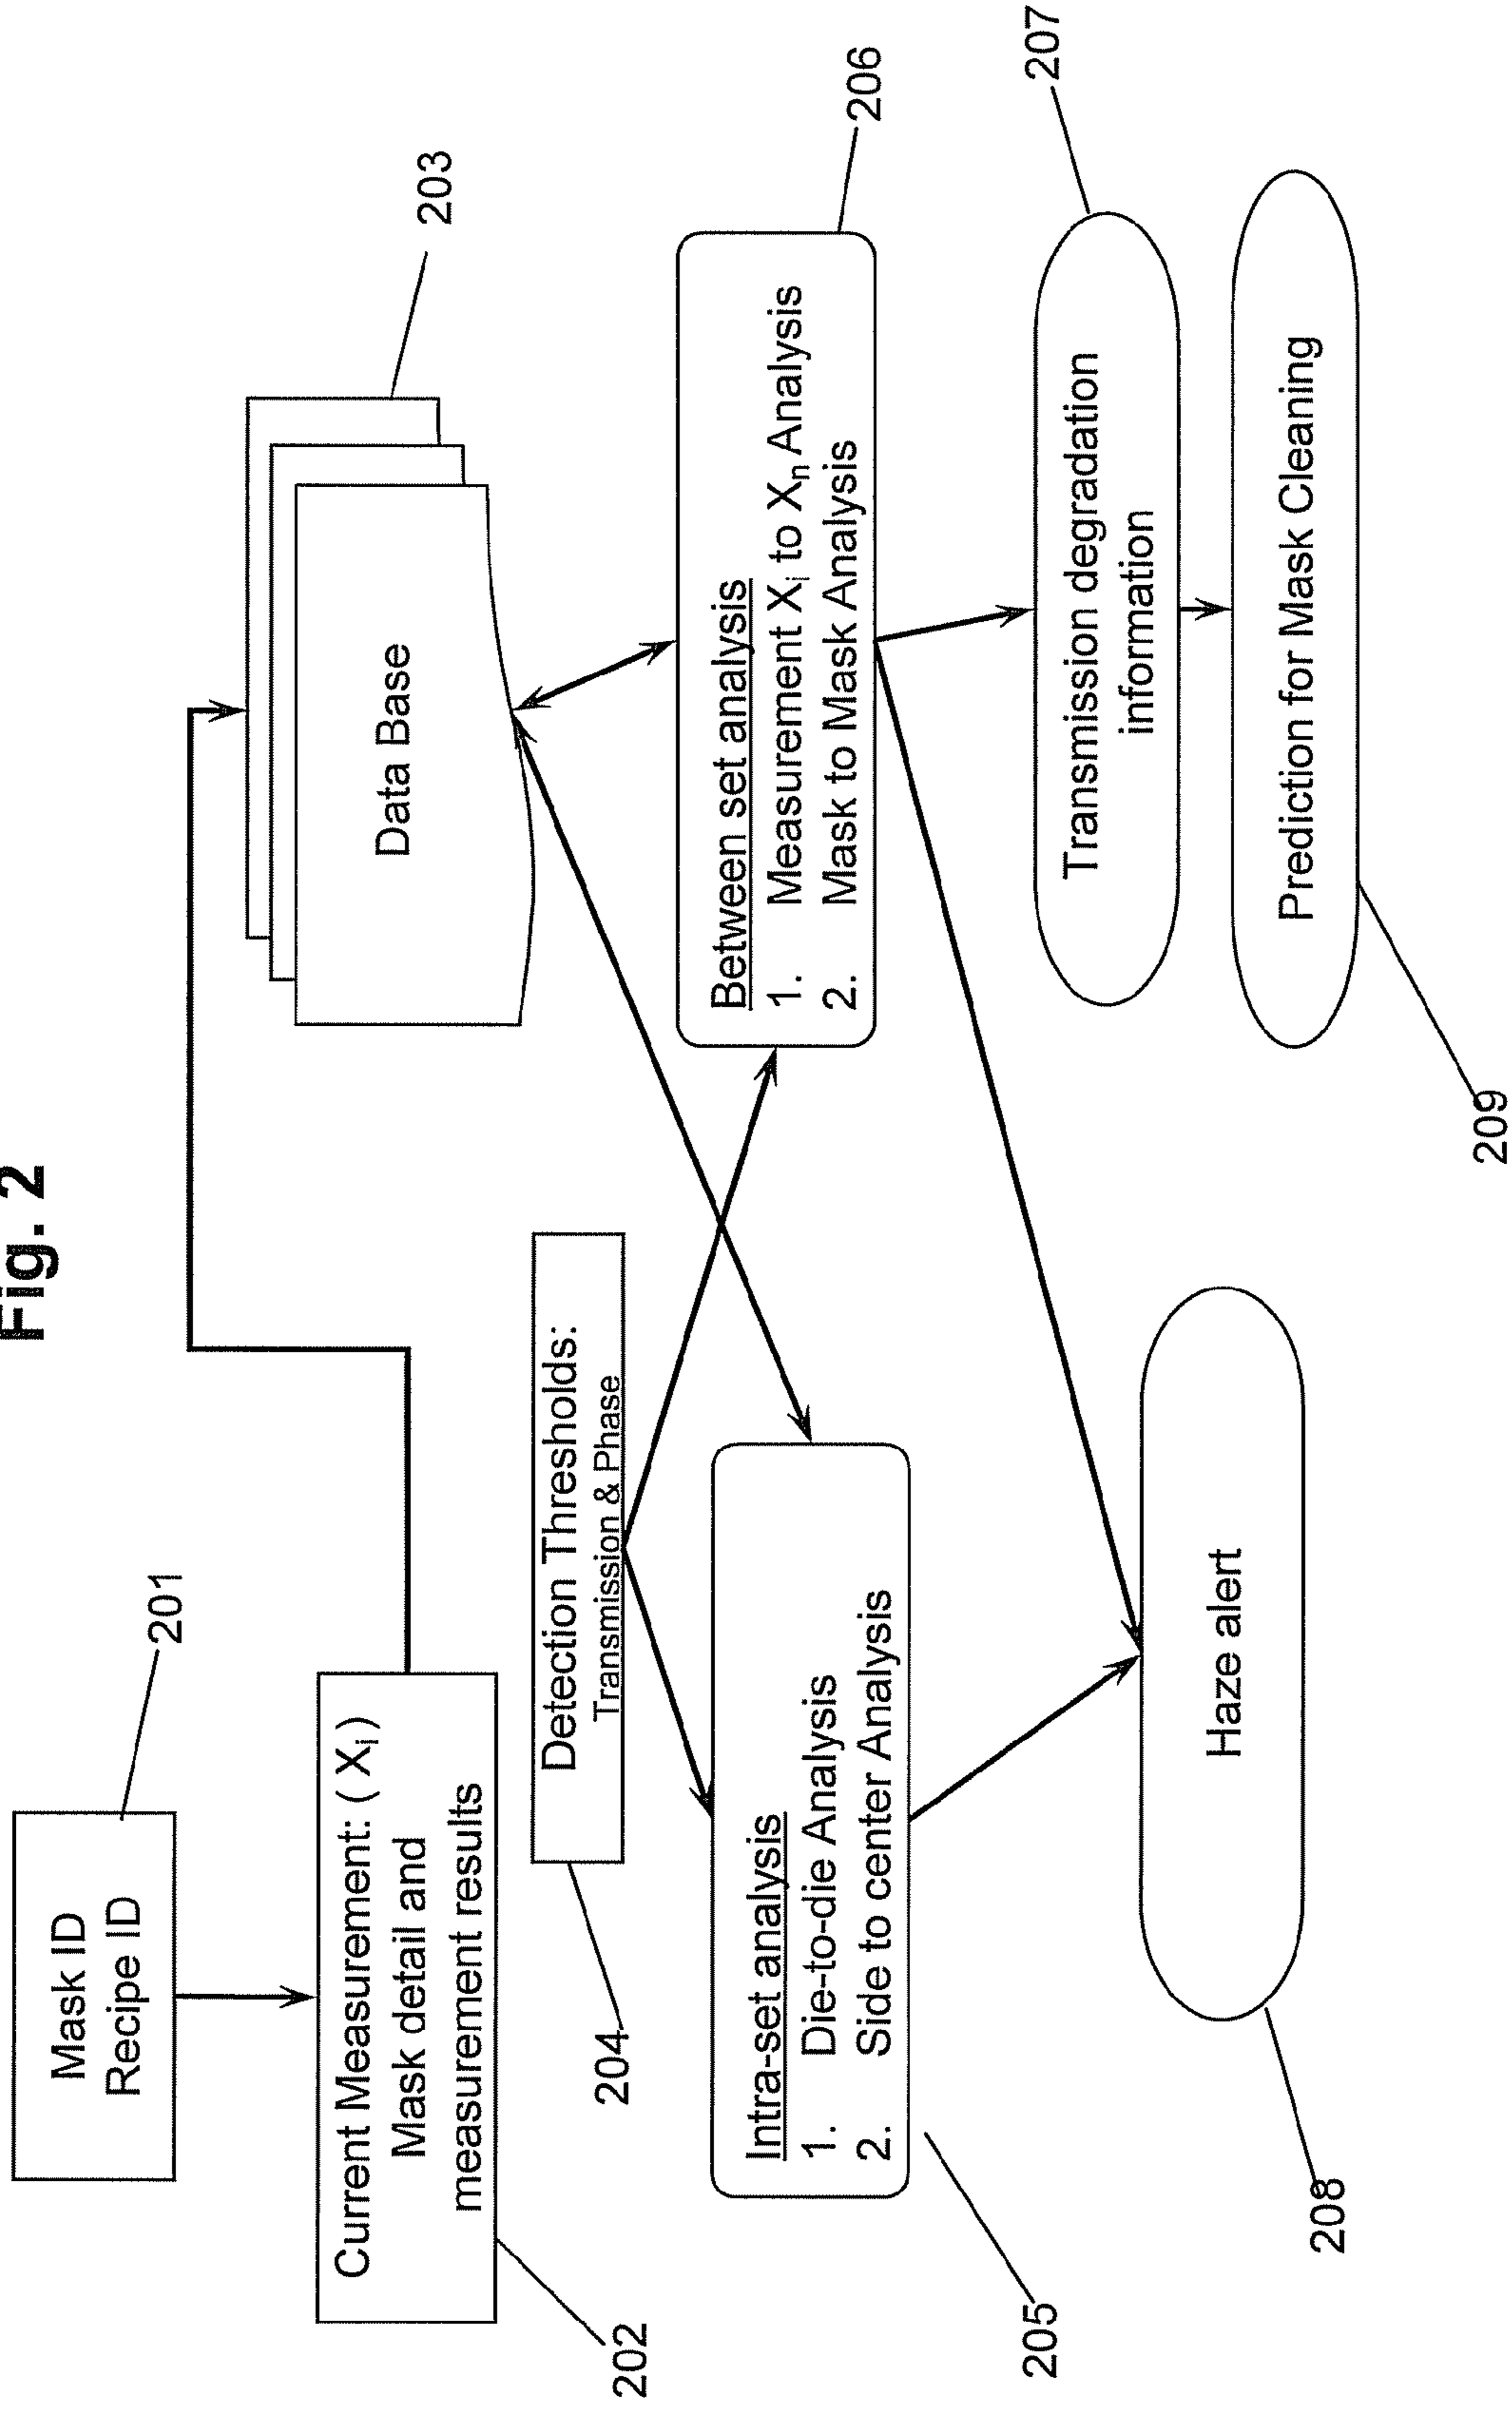 Fig. 2
Mask ID
Recipe ID
201
Current Measurement: ( Xi )
Mask detail and
measurement results
202
Data Base
203
Detection Thresholds:
Transmission & Phase
204
Intra-set analysis
1. Die-to-die Analysis
2. Side to center Analysis
205
Between set analysis
1. Measurement Xi to Xn Analysis
2. Mask to Mask Analysis
206
Transmission degradation
information
207
Haze alert
208
Prediction for Mask Cleaning
209